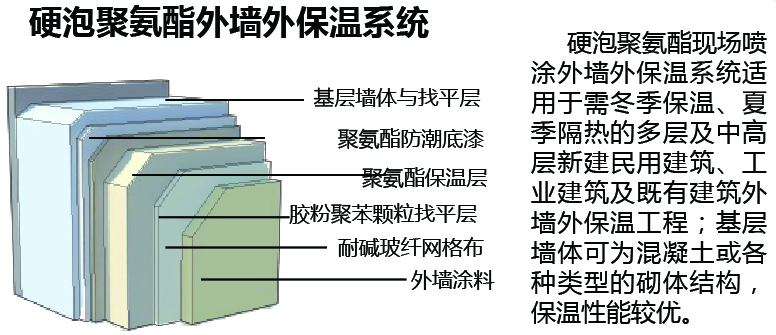 硬泡聚氨酯外墙外保温系统
基层墙体与找平层
聚氨酯防潮底漆
聚氨酯保温层
胶粉聚苯颗粒找平层
耐碱玻纤网格布
外墙涂料
硬泡聚氨酯现场喷
涂外墙外保温系统适
用于需冬季保温、夏
季隔热的多层及中高
层新建民用建筑、工
业建筑及既有建筑外
墙外保温工程；基层
墙体可为混凝土或各
种类型的砌体结构，
保温性能较优。